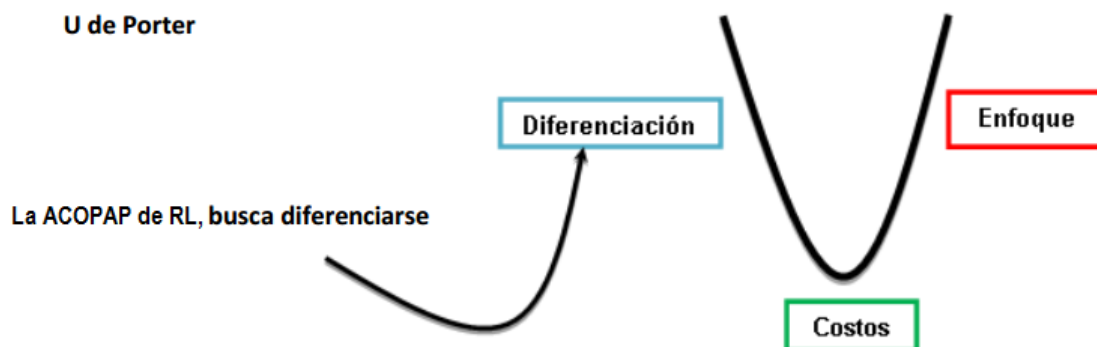 U de Porter
Diferenciación
Enfoque
La ACOPAP de RL, busca diferenciarse
Costos